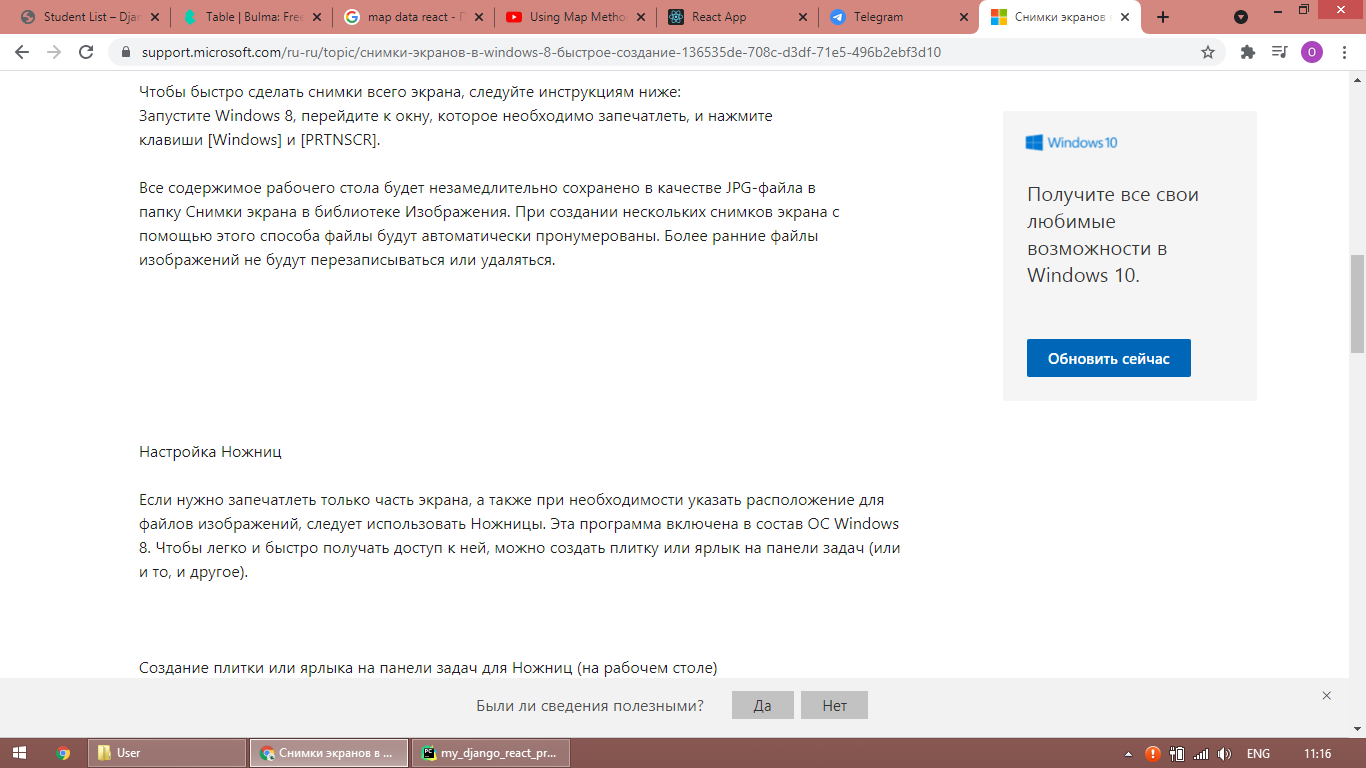 Student List – Djan
Table | Bulma: Free
map data react - П
Using Map Method
React App
Telegram
Снимки экранов в
support.microsoft.com/ru-ru/topic/снимки-экранов-в-windows-8-быстрое-создание-136535de-708c-d3df-71e5-496b2ebf3d10
O
Чтобы быстро сделать снимки всего экрана, следуйте инструкциям ниже:
Запустите Windows 8, перейдите к окну, которое необходимо запечатлеть, и нажмите
клавиши [Windows] и [PRTNSCR].
Все содержимое рабочего стола будет незамедлительно сохранено в качестве JPG-файла в
папку Снимки экрана в библиотеке Изображения. При создании нескольких снимков экрана с
помощью этого способа файлы будут автоматически пронумерованы. Более ранние файлы
изображений не будут перезаписываться или удаляться.
Windows 10
Получите все свои
любимые
возможности в
Windows 10.
Обновить сейчас
Настройка Ножниц
Если нужно запечатлеть только часть экрана, а также при необходимости указать расположение для
файлов изображений, следует использовать Ножницы. Эта программа включена в состав ОС Windows
8. Чтобы легко и быстро получать доступ к ней, можно создать плитку или ярлык на панели задач (или
и то, и другое).
Создание плитки или ярлыка на панели задач для Ножниц (на рабочем столе)
Были ли сведения полезными?
Да
Нет
User
Снимки экранов в ...
PC
my_django_react_pr...
ENG
11:16